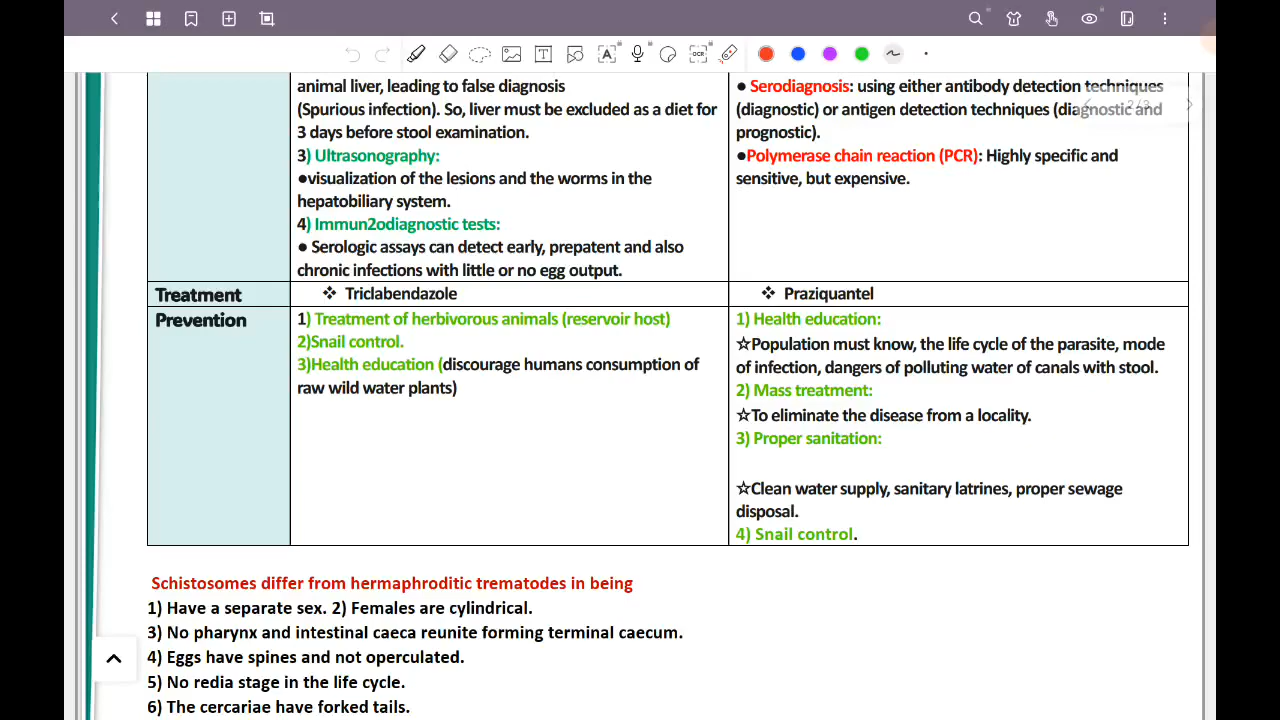 OCR
2/3
animal liver, leading to false diagnosis
(Spurious infection). So, liver must be excluded as a diet for
3 days before stool examination.
3) Ultrasonography:
●visualization of the lesions and the worms in the
hepatobiliary system.
4) Immun2odiagnostic tests:
● Serologic assays can detect early, prepatent and also
chronic infections with little or no egg output.
● Serodiagnosis: using either antibody detection techniques
(diagnostic) or antigen detection techniques (diagnostic and
prognostic).
●Polymerase chain reaction (PCR): Highly specific and
sensitive, but expensive.
Treatment
❖ Triclabendazole
❖ Praziquantel
Prevention
1) Treatment of herbivorous animals (reservoir host)
2)Snail control.
3)Health education (discourage humans consumption of
raw wild water plants)
1) Health education:
☆Population must know, the life cycle of the parasite, mode
of infection, dangers of polluting water of canals with stool.
2) Mass treatment:
☆To eliminate the disease from a locality.
3) Proper sanitation:
☆Clean water supply, sanitary latrines, proper sewage
disposal.
4) Snail control.
Schistosomes differ from hermaphroditic trematodes in being
1) Have a separate sex. 2) Females are cylindrical.
3) No pharynx and intestinal caeca reunite forming terminal caecum.
4) Eggs have spines and not operculated.
5) No redia stage in the life cycle.
6) The cercariae have forked tails.